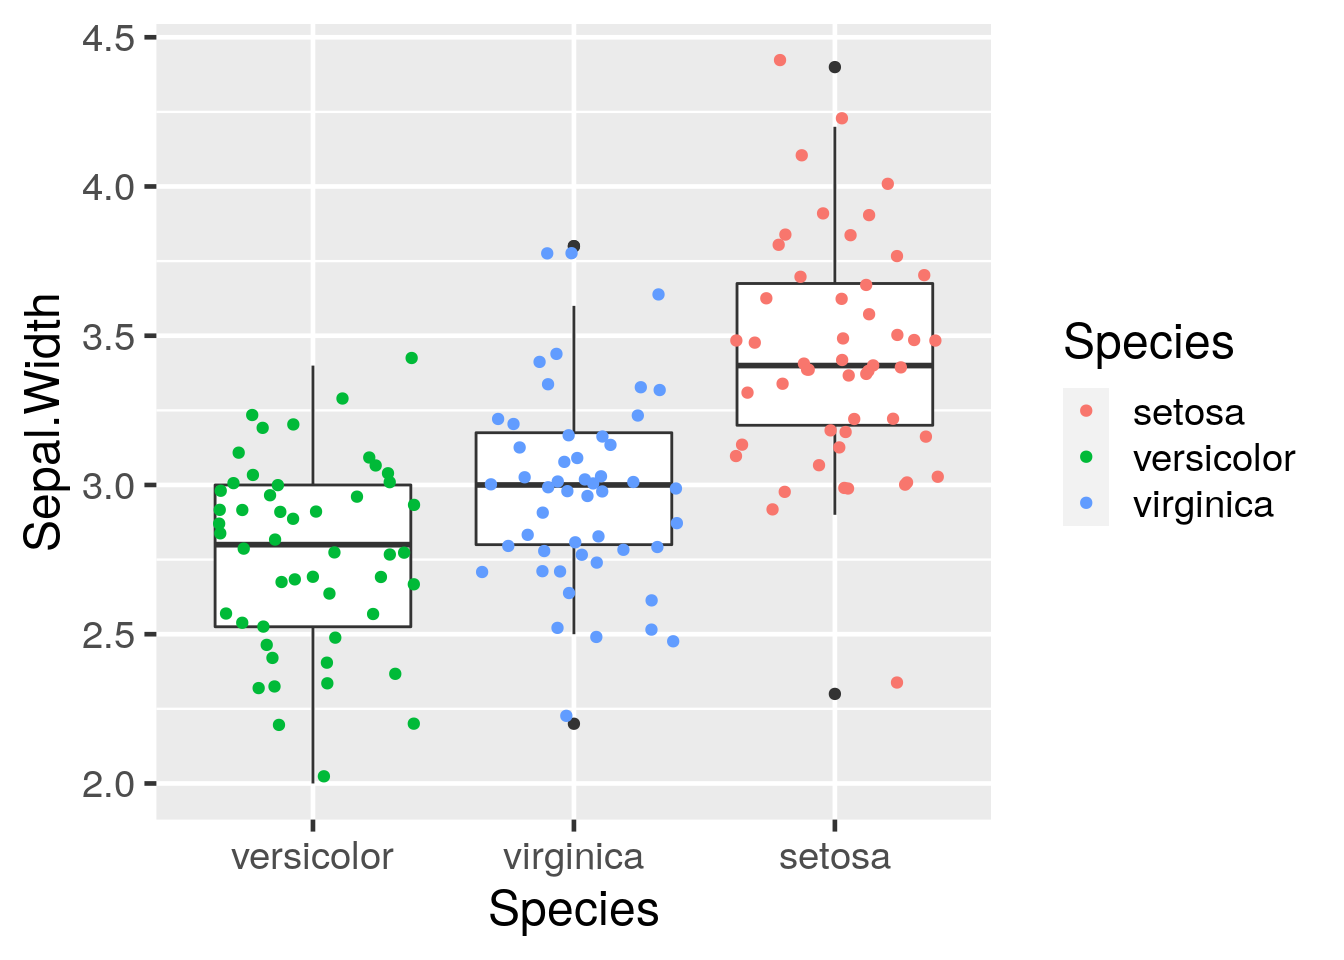 4.5
4.0
3.5
3.0
2.5
2.0
Sepal.Width
versicolor virginica setosa
Species
Species
setosa
versicolor
virginica